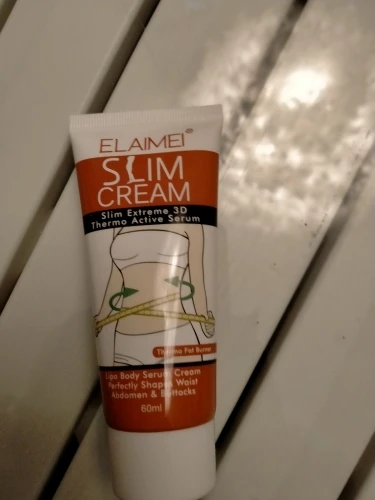 ELAIMEI®
SLIM
CREAM
Slim Extreme 3D
Thermo Active Serum
Thermo Fat Burner
Lipo Body Serum Cream
Perfectly Shapes Waist
Abdomen & Buttocks
60ml